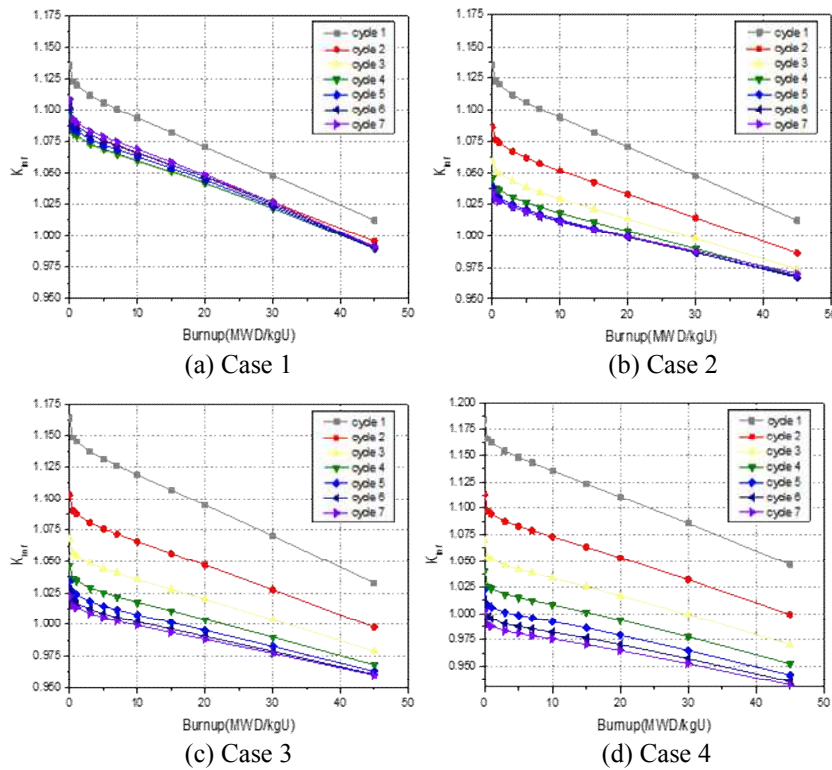 1.175
1.150
1.125
1.100
1.075
1.050
1.025
1.000
0.975
0.950
K inf
0 10 20 30 40 50
Burnup(MWD/kgU)
cycle 1
cycle 2
cycle 3
cycle 4
cycle 5
cycle 6
cycle 7
(a) Case 1
1.175
1.150
1.125
1.100
1.075
1.050
1.025
1.000
0.975
0.950
K inf
0 10 20 30 40 50
Burnup(MWD/kgU)
cycle 1
cycle 2
cycle 3
cycle 4
cycle 5
cycle 6
cycle 7
(b) Case 2
1.175
1.150
1.125
1.100
1.075
1.050
1.025
1.000
0.975
0.950
K inf
0 10 20 30 40 50
Burnup(MWD/kgU)
cycle 1
cycle 2
cycle 3
cycle 4
cycle 5
cycle 6
cycle 7
(c) Case 3
1.200
1.175
1.150
1.125
1.100
1.075
1.050
1.025
1.000
0.975
0.950
K inf
0 10 20 30 40 50
Burnup(MWD/kgU)
cycle 1
cycle 2
cycle 3
cycle 4
cycle 5
cycle 6
cycle 7
(d) Case 4